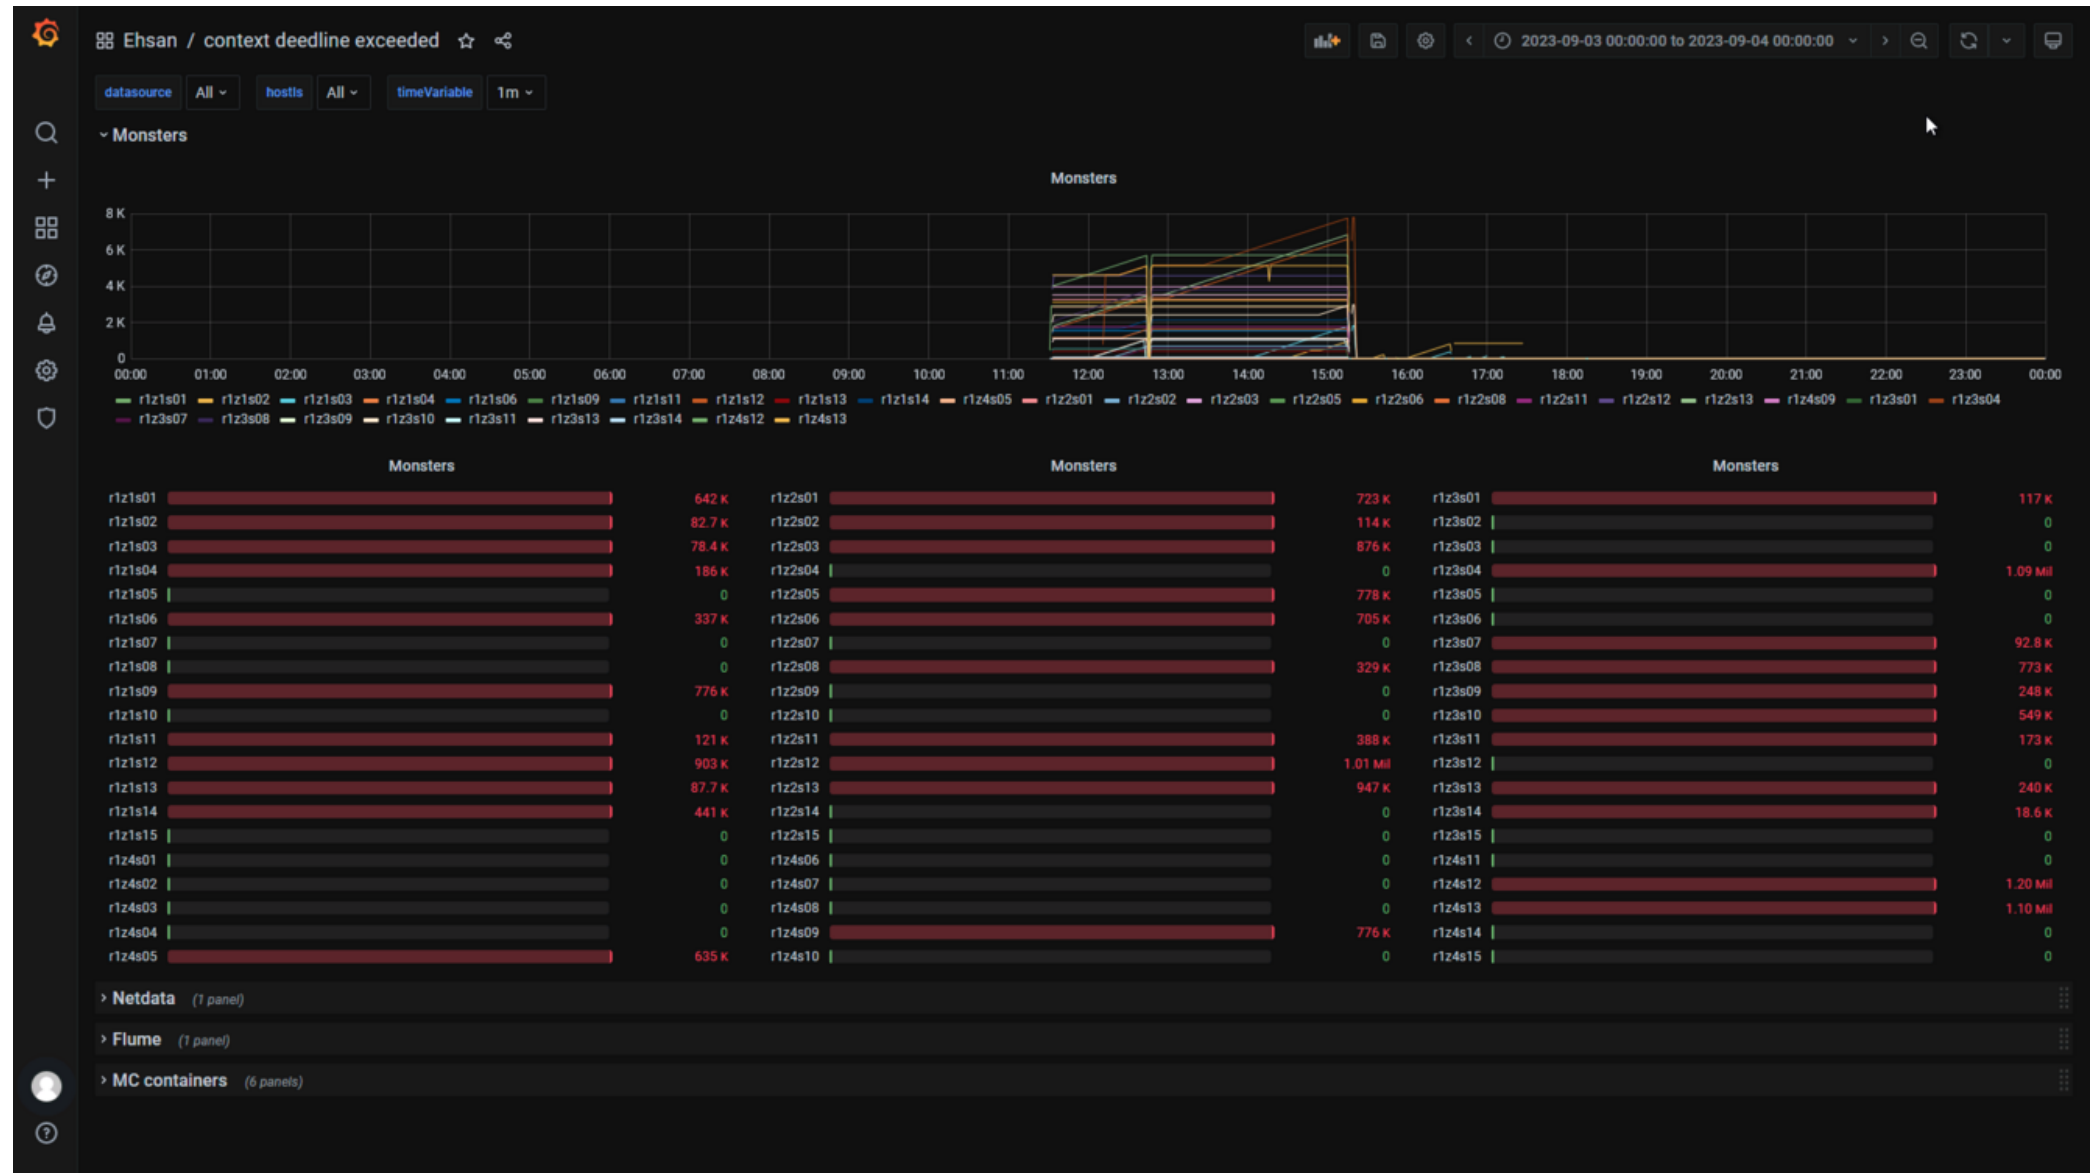 Ehsan / context deedline exceeded
2023-09-03 00:00:00 to 2023-09-04 00:00:00
datasource All hostIs All timeVariable 1m
Monsters
Monsters
8 K
6 K
4 K
2 K
0
00:00 01:00 02:00 03:00 04:00 05:00 06:00 07:00 08:00 09:00 10:00 11:00 12:00 13:00 14:00 15:00 16:00 17:00 18:00 19:00 20:00 21:00 22:00 23:00 00:00
r1z1s01 r1z1s02 r1z1s03 r1z1s04 r1z1s06 r1z1s09 r1z1s11 r1z1s12 r1z1s13 r1z1s14 r1z4s05 r1z2s01 r1z2s02 r1z2s03 r1z2s05 r1z2s06 r1z2s08 r1z2s11 r1z2s12 r1z2s13 r1z4s09 r1z3s01 r1z3s04
r1z3s07 r1z3s08 r1z3s09 r1z3s10 r1z3s11 r1z3s13 r1z3s14 r1z4s12 r1z4s13
Monsters Monsters Monsters
r1z1s01 642 K r1z2s01 723 K r1z3s01 117 K
r1z1s02 82.7 K r1z2s02 114 K r1z3s02 0
r1z1s03 78.4 K r1z2s03 876 K r1z3s03 0
r1z1s04 186 K r1z2s04 0 r1z3s04 1.09 Mil
r1z1s05 0 r1z2s05 778 K r1z3s05 0
r1z1s06 337 K r1z2s06 705 K r1z3s06 0
r1z1s07 0 r1z2s07 0 r1z3s07 92.8 K
r1z1s08 0 r1z2s08 329 K r1z3s08 773 K
r1z1s09 776 K r1z2s09 0 r1z3s09 248 K
r1z1s10 0 r1z2s10 0 r1z3s10 549 K
r1z1s11 121 K r1z2s11 388 K r1z3s11 173 K
r1z1s12 903 K r1z2s12 1.01 Mil r1z3s12 0
r1z1s13 87.7 K r1z2s13 947 K r1z3s13 240 K
r1z1s14 441 K r1z2s14 0 r1z3s14 18.6 K
r1z1s15 0 r1z2s15 0 r1z3s15 0
r1z4s01 0 r1z4s06 0 r1z4s11 0
r1z4s02 0 r1z4s07 0 r1z4s12 1.20 Mil
r1z4s03 0 r1z4s08 0 r1z4s13 1.10 Mil
r1z4s04 0 r1z4s09 776 K r1z4s14 0
r1z4s05 635 K r1z4s10 0 r1z4s15 0
Netdata (1 panel)
Flume (1 panel)
MC containers (6 panels)